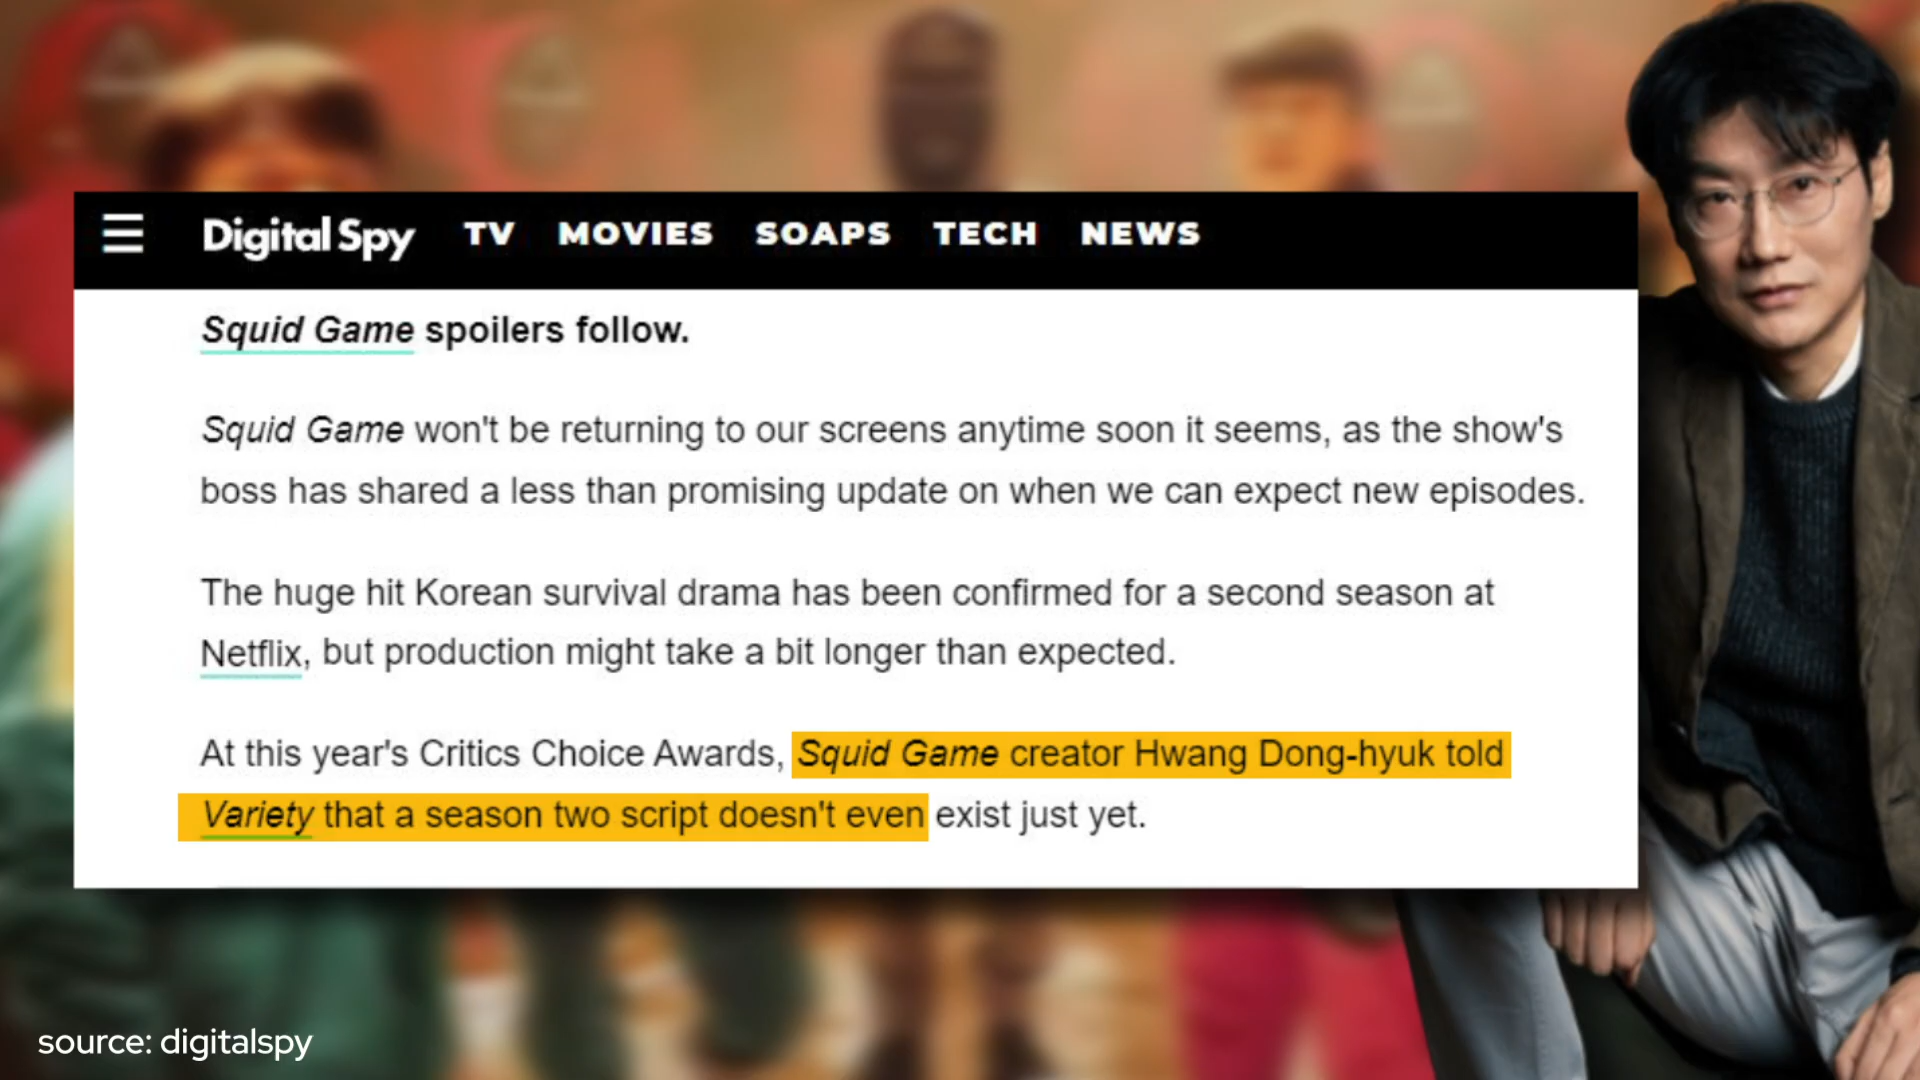 Digital Spy TV MOVIES SOAPS TECH NEWS
Squid Game spoilers follow.
Squid Game won't be returning to our screens anytime soon it seems, as the show's
boss has shared a less than promising update on when we can expect new episodes.
The huge hit Korean survival drama has been confirmed for a second season at
Netflix, but production might take a bit longer than expected.
At this year's Critics Choice Awards, Squid Game creator Hwang Dong-hyuk told
Variety that a season two script doesn't even exist just yet.
source: digitalspy